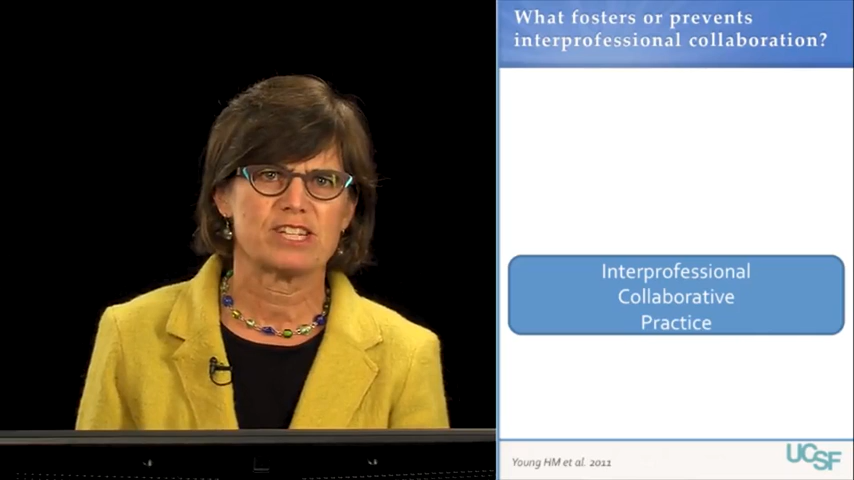 What fosters or prevents
interprofessional collaboration?
Interprofessional
Collaborative
Practice
Young HM et al. 2011
UCSF